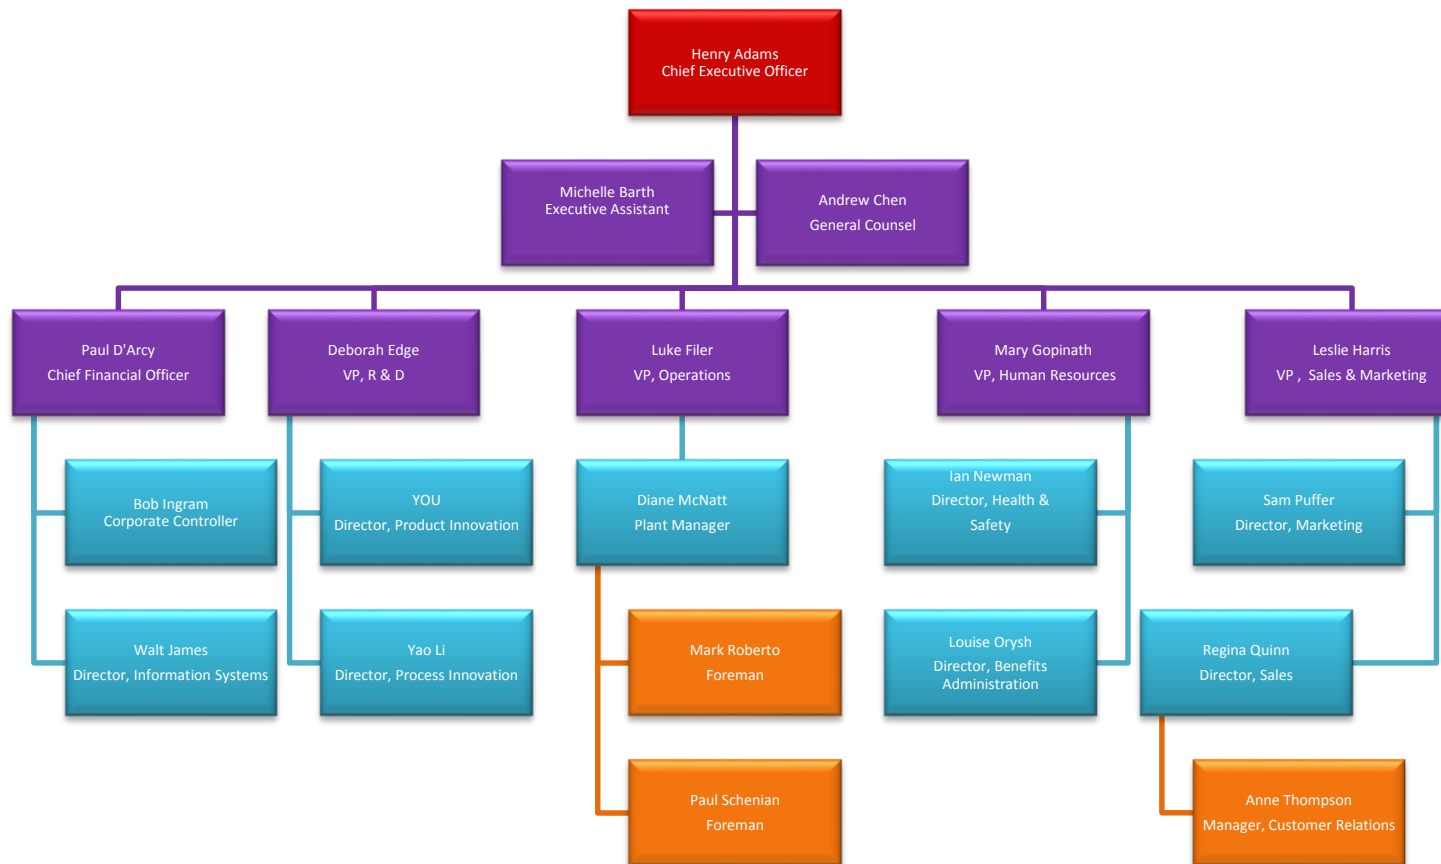 Henry Adams
Chief Executive Officer
Michelle Barth
Executive Assistant
Andrew Chen
General Counsel
Paul D'Arcy
Chief Financial Officer
Deborah Edge
VP, R & D
Luke Filer
VP, Operations
Mary Gopinath
VP, Human Resources
Leslie Harris
VP , Sales & Marketing
Bob Ingram
Corporate Controller
YOU
Director, Product Innovation
Diane McNatt
Plant Manager
Ian Newman
Director, Health &
Safety
Sam Puffer
Director, Marketing
Walt James
Director, Information Systems
Yao Li
Director, Process Innovation
Mark Roberto
Foreman
Louise Orysh
Director, Benefits
Administration
Regina Quinn
Director, Sales
Paul Schenian
Foreman
Anne Thompson
Manager, Customer Relations